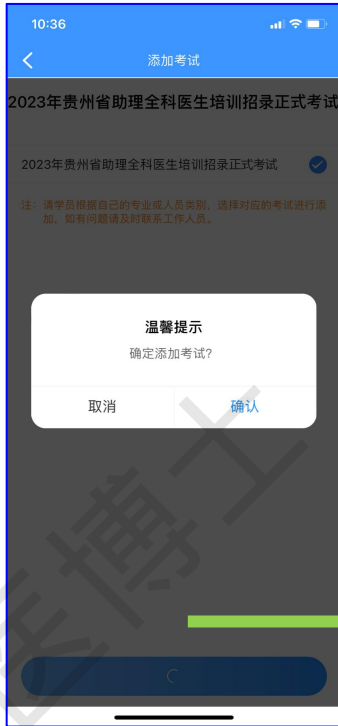 10:36
添加考试
2023年贵州省助理全科医生培训招录正式考试
2023年贵州省助理全科医生培训招录正式考试
注：请学员根据自己的专业或人员类别，选择对应的考试进行添
加，如有问题请及时联系工作人员。
温馨提示
确定添加考试?
取消
确认
医博士